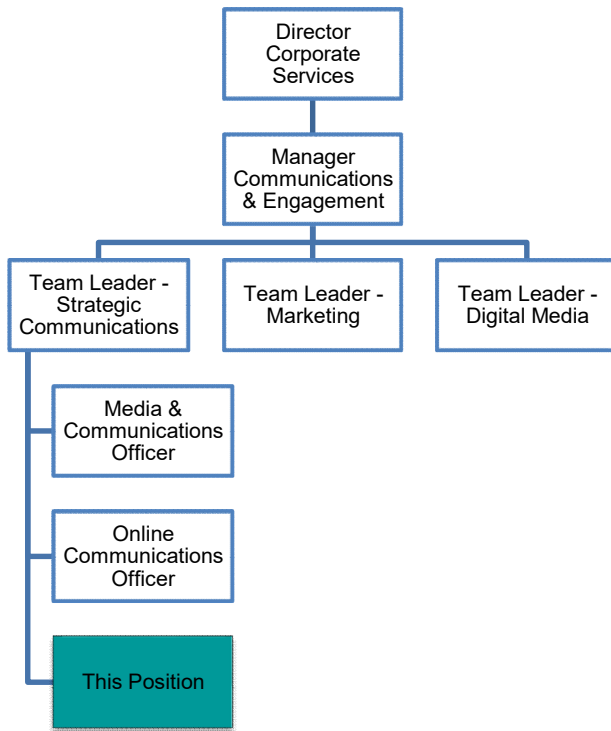 Director
Corporate
Services
Manager
Communications
& Engagement
Team Leader -
Strategic
Communications
Team Leader -
Marketing
Team Leader -
Digital Media
Media &
Communications
Officer
Online
Communications
Officer
This Position